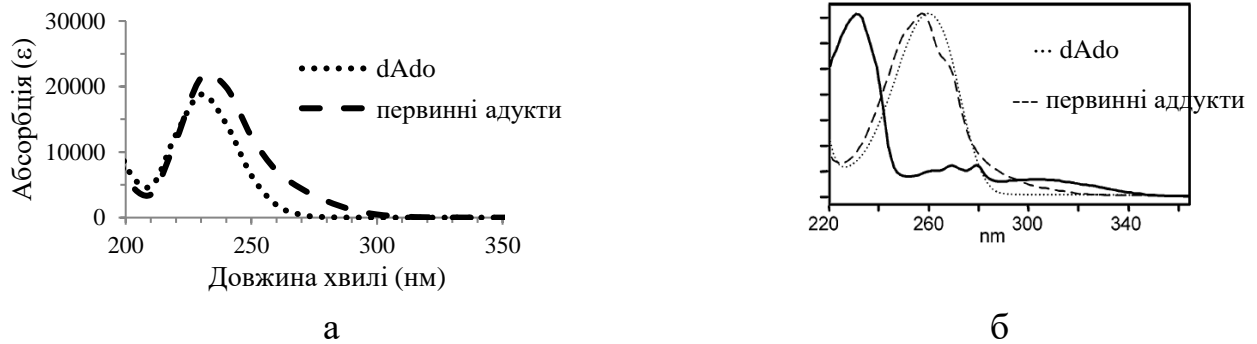 30000
20000
10000
0
Абсорбція (ε)
dAdo
первинні адукти
200 250 300 350
Довжина хвилі (нм)
а
dAdo
первинні аддукти
220 260 300 340
nm
б